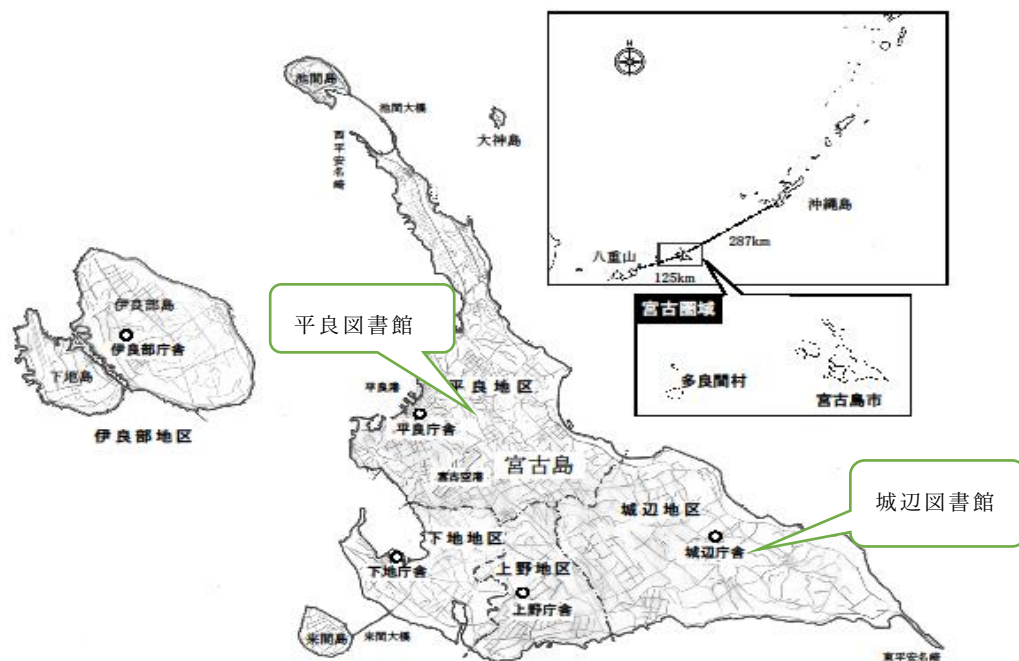 池間島
池間大橋
西平安名崎
大神島
N
沖縄島
287km
八重山
125km
宮古圏域
多良間村
宮古島市
伊良部島
伊良部庁舎
下地島
伊良部地区
平良図書館
平良港
平良地区
平良庁舎
宮古島
宮古空港
城辺図書館
城辺地区
城辺庁舎
下地地区
下地庁舎
上野地区
上野庁舎
来間島
来間大橋
東平安名崎